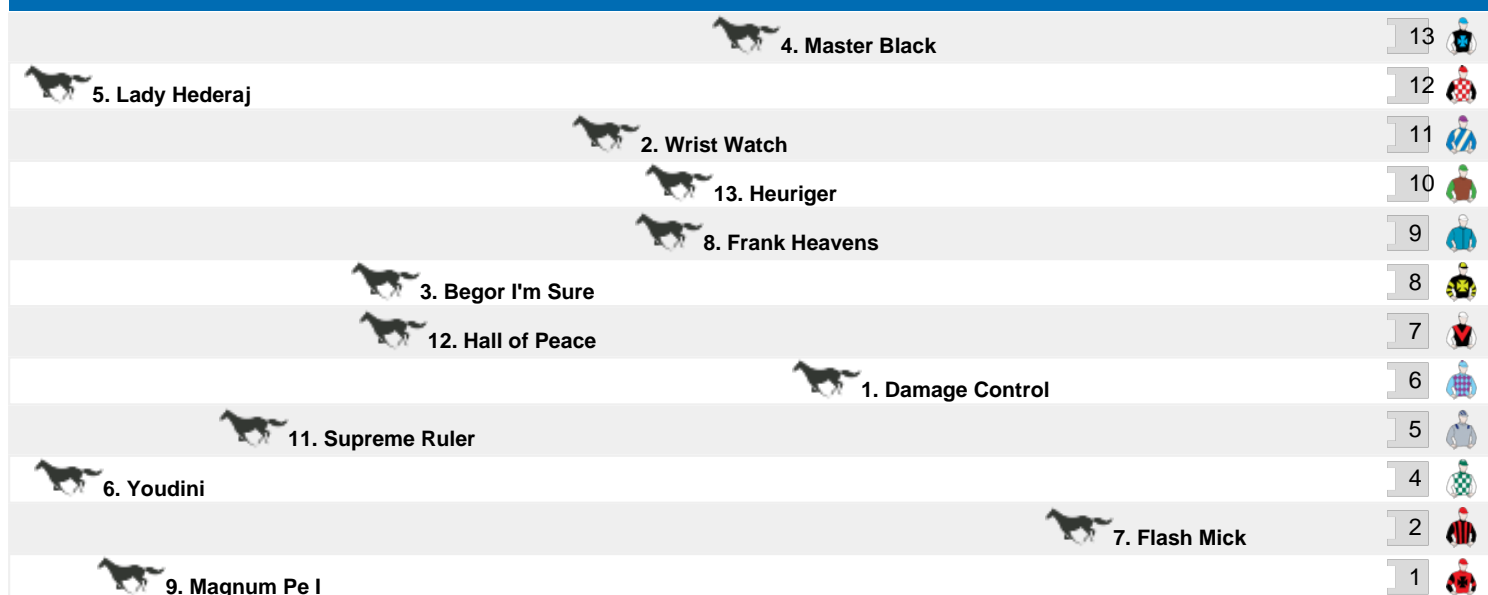 4. Master Black 13
5. Lady Hederaj 12
2. Wrist Watch 11
13. Heuriger 10
8. Frank Heavens 9
3. Begor I'm Sure 8
12. Hall of Peace 7
1. Damage Control 6
11. Supreme Ruler 5
6. Youdini 4
7. Flash Mick 2
9. Magnum Pe I 1